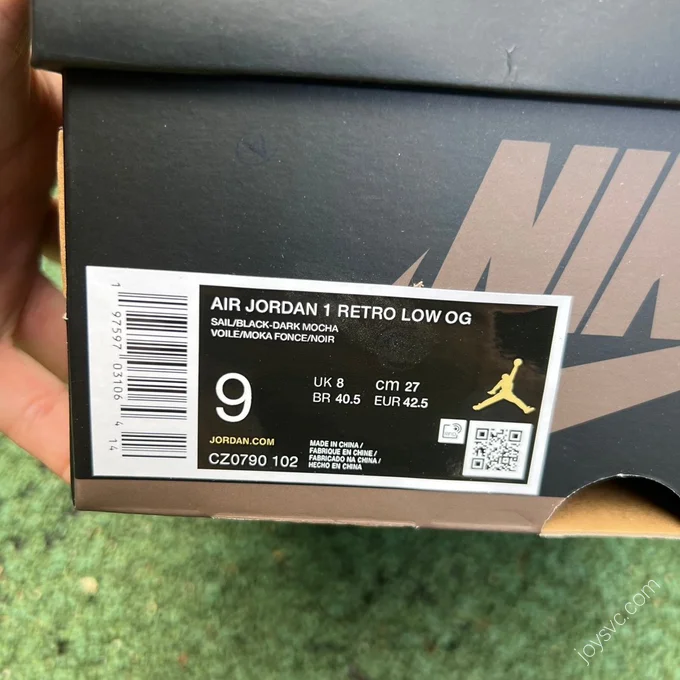 NIK
AIR JORDAN 1 RETRO LOW OG
SAIL/BLACK-DARK MOCHA
VOILE/MOKA FONCE/NOIR
9
UK 8 cm 27
BR 40.5 EUR 42.5
JORDAN.COM
CZ0790 102
MADE IN CHINA /
FABRIQUE EN CHINE /
FABRICADO NA CHINA /
HECHO EN CHINA
1 97597 03106 4 14
joysvc.com